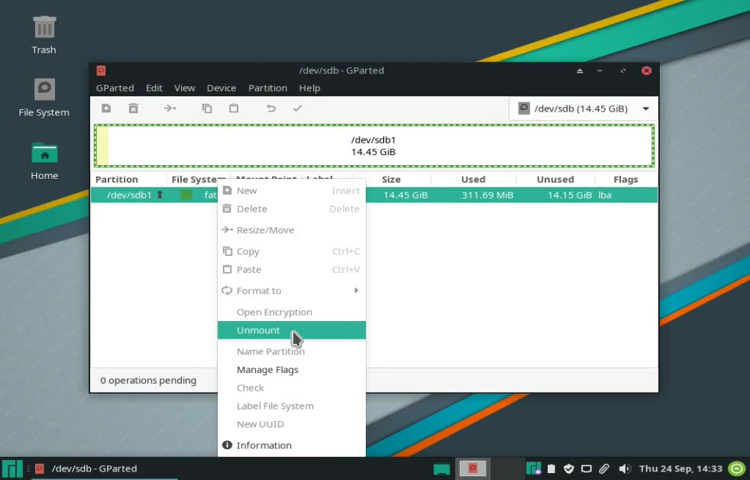 Trash
File System
Home
/dev/sdb - GParted
GParted Edit View Device Partition Help
/dev/sdb (14.45 GiB)
/dev/sdb1
14.45 GiB
Partition File System Mount Point Label Size Used Unused Flags
/dev/sdb1 fat 14.45 GiB 311.69 MiB 14.15 GiB lba
New Insert
Delete Delete
Resize/Move
Copy Ctrl+C
Paste Ctrl+V
Format to
Open Encryption
Unmount
Name Partition
Manage Flags
Check
Label File System
New UUID
Information
0 operations pending
/dev/sdb - GParted
Thu 24 Sep, 14:33